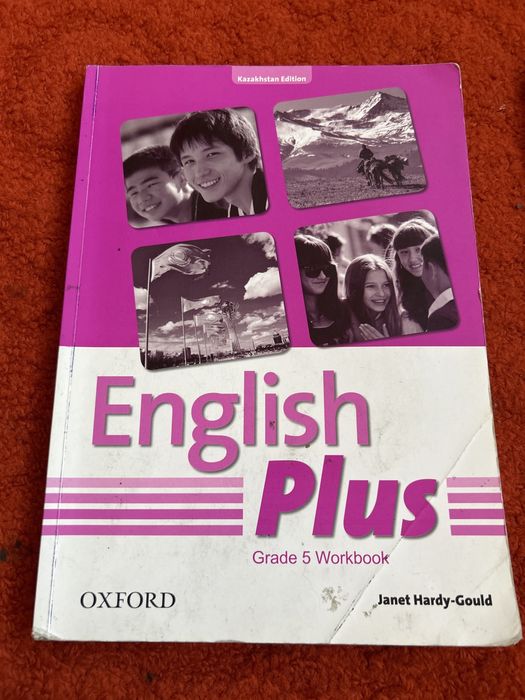 Kazakhstan Edition
English
Plus
Grade 5 Workbook
OXFORD
Janet Hardy-Gould